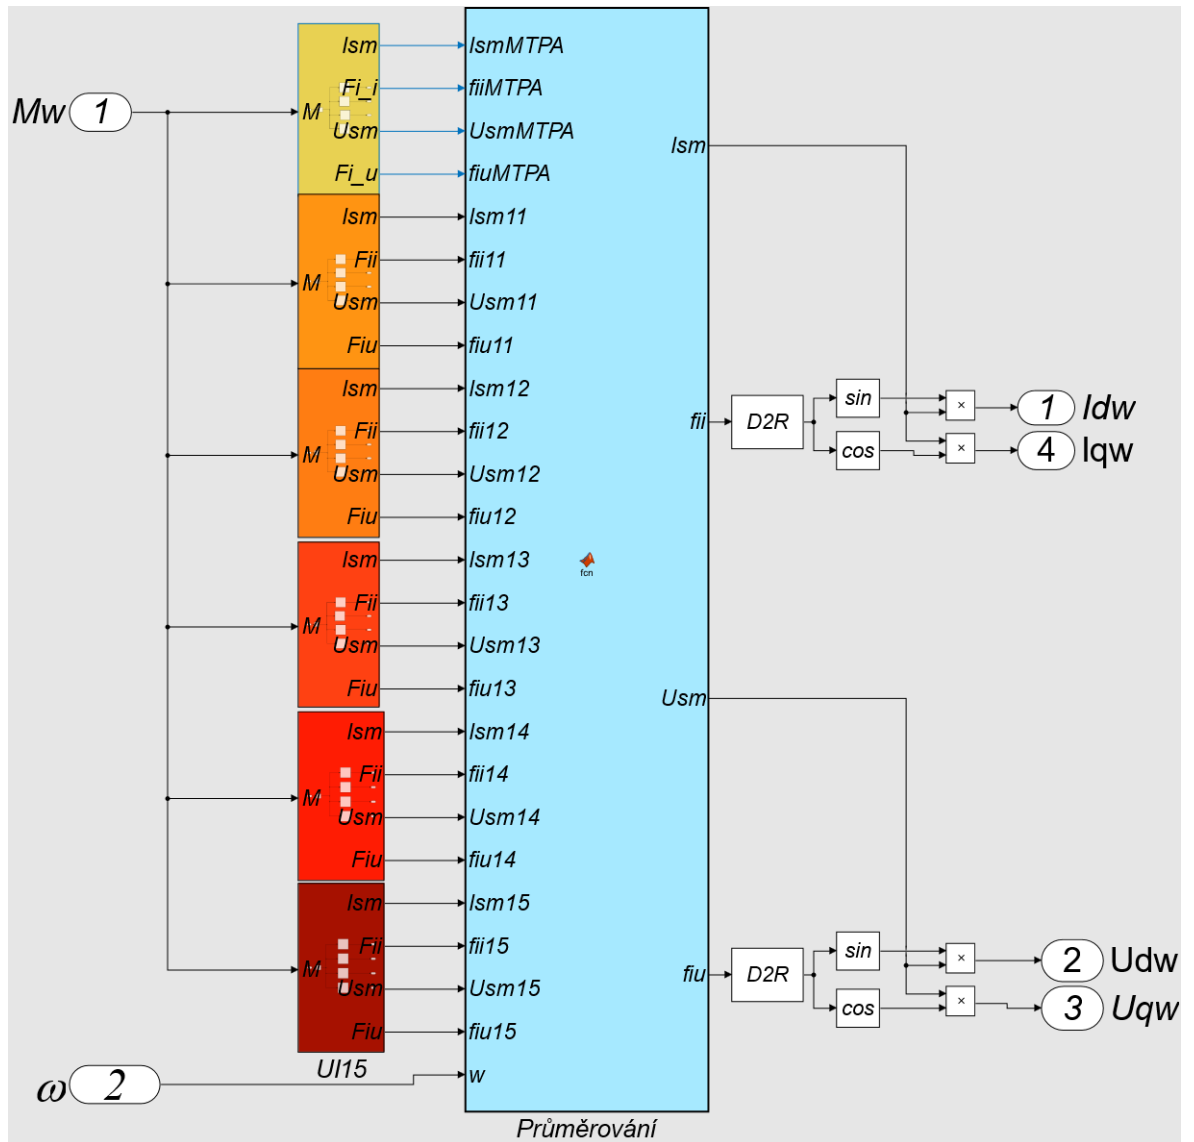 Mw 1
M
Ism
Fi_i
Usm
Fi_u
M
Ism
Fii
Usm
Fiu
M
Ism
Fii
Usm
Fiu
M
Ism
Fii
Usm
Fiu
M
Ism
Fii
Usm
Fiu
M
Ism
Fii
Usm
Fiu
UI15
ω 2
IsmMTPA
fiiMTPA
UsmMTPA
fiuMTPA
Ism11
fii11
Usm11
fiu11
Ism12
fii12
Usm12
fiu12
Ism13
fii13
Usm13
fiu13
Ism14
fii14
Usm14
fiu14
Ism15
fii15
Usm15
fiu15
w
fcn
Ism
fii
Usm
fiu
Průměrování
D2R
sin
cos
×
×
1 Idw
4 Iqw
D2R
sin
cos
×
×
2 Udw
3 Uqw